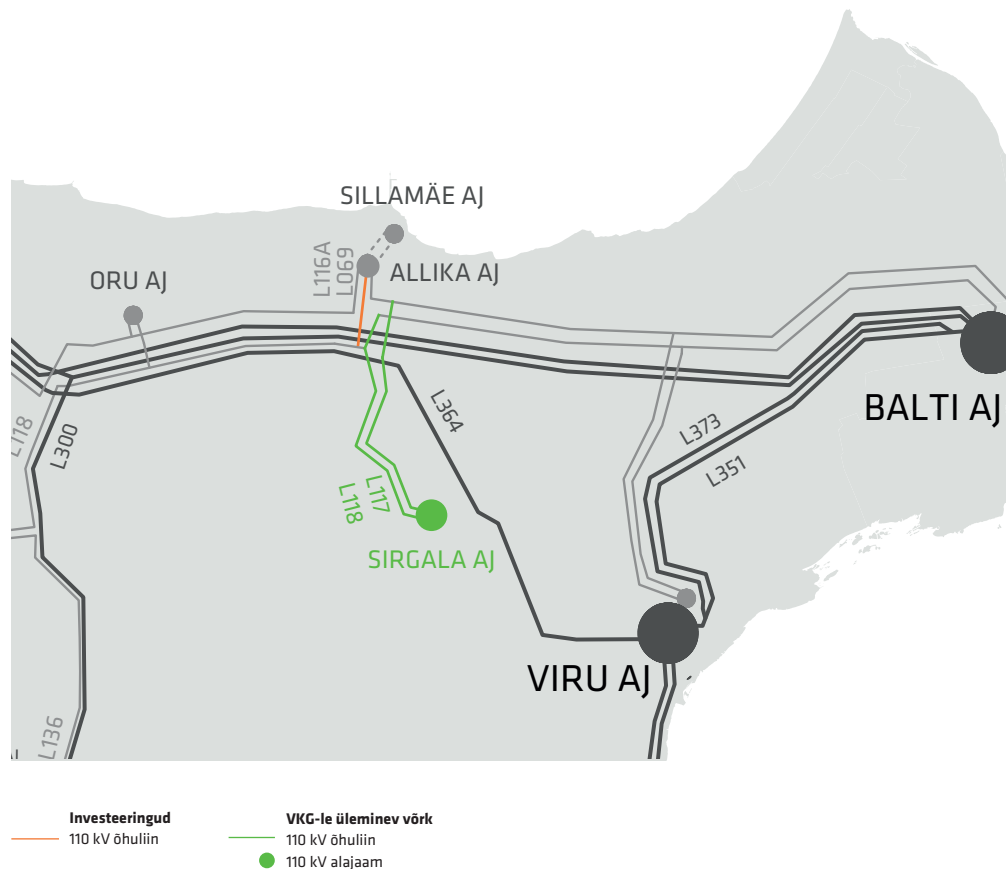 SILLAMÄE AJ
L116A
L069
ALLIKA AJ
ORU AJ
BALTI AJ
L364
L373
L351
L118
L300
L117
L118
SIRGALA AJ
VIRU AJ
L136
Investeeringud
110 kV õhuliin
VKG-le üleminev võrk
110 kV õhuliin
110 kV alajaam